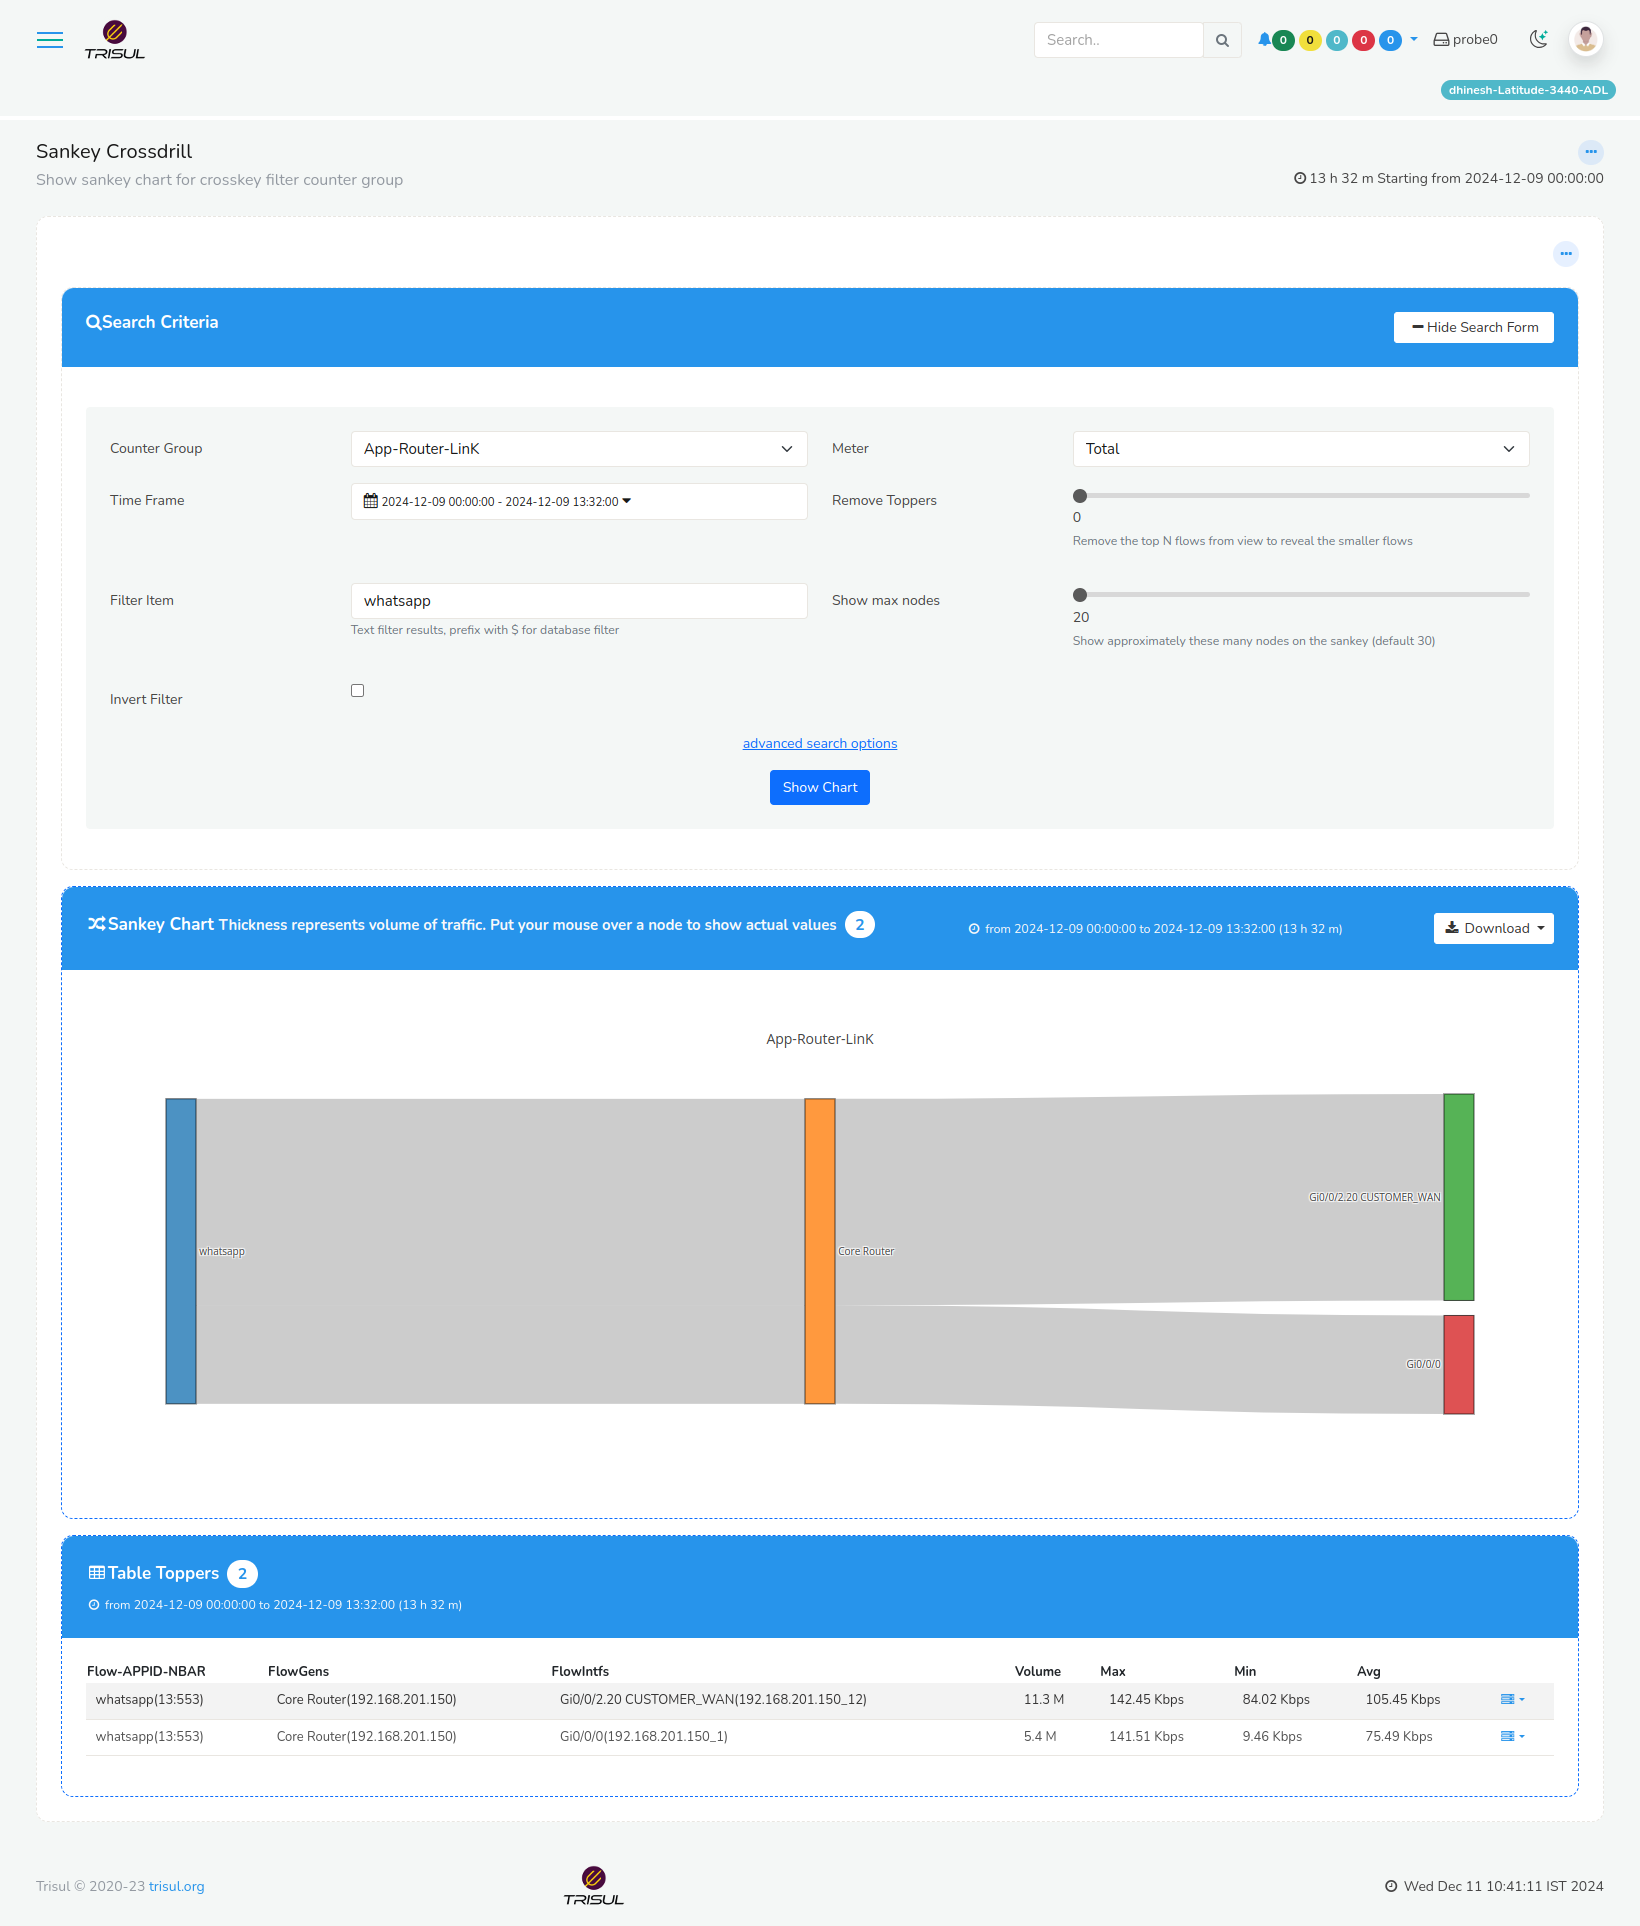 TRISUL
Search..
0 0 0 0 0
probe0
dhinesh-Latitude-3440-ADL
Sankey Crossdrill
Show sankey chart for crosskey filter counter group
13 h 32 m Starting from 2024-12-09 00:00:00
Search Criteria
Hide Search Form
Counter Group
App-Router-LinK
Meter
Total
Time Frame
2024-12-09 00:00:00 - 2024-12-09 13:32:00
Remove Toppers
0
Remove the top N flows from view to reveal the smaller flows
Filter Item
whatsapp
Text filter results, prefix with $ for database filter
Show max nodes
20
Show approximately these many nodes on the sankey (default 30)
Invert Filter
advanced search options
Show Chart
Sankey Chart Thickness represents volume of traffic. Put your mouse over a node to show actual values 2
from 2024-12-09 00:00:00 to 2024-12-09 13:32:00 (13 h 32 m)
Download
App-Router-LinK
Gi0/0/2.20 CUSTOMER_WAN
whatsapp
Core Router
Gi0/0/0
Table Toppers 2
from 2024-12-09 00:00:00 to 2024-12-09 13:32:00 (13 h 32 m)
Flow-APPID-NBAR FlowGens FlowIntfs Volume Max Min Avg
whatsapp(13:553) Core Router(192.168.201.150) Gi0/0/2.20 CUSTOMER_WAN(192.168.201.150_12) 11.3 M 142.45 Kbps 84.02 Kbps 105.45 Kbps
whatsapp(13:553) Core Router(192.168.201.150) Gi0/0/0(192.168.201.150_1) 5.4 M 141.51 Kbps 9.46 Kbps 75.49 Kbps
Trisul © 2020-23 trisul.org
TRISUL
Wed Dec 11 10:41:11 IST 2024